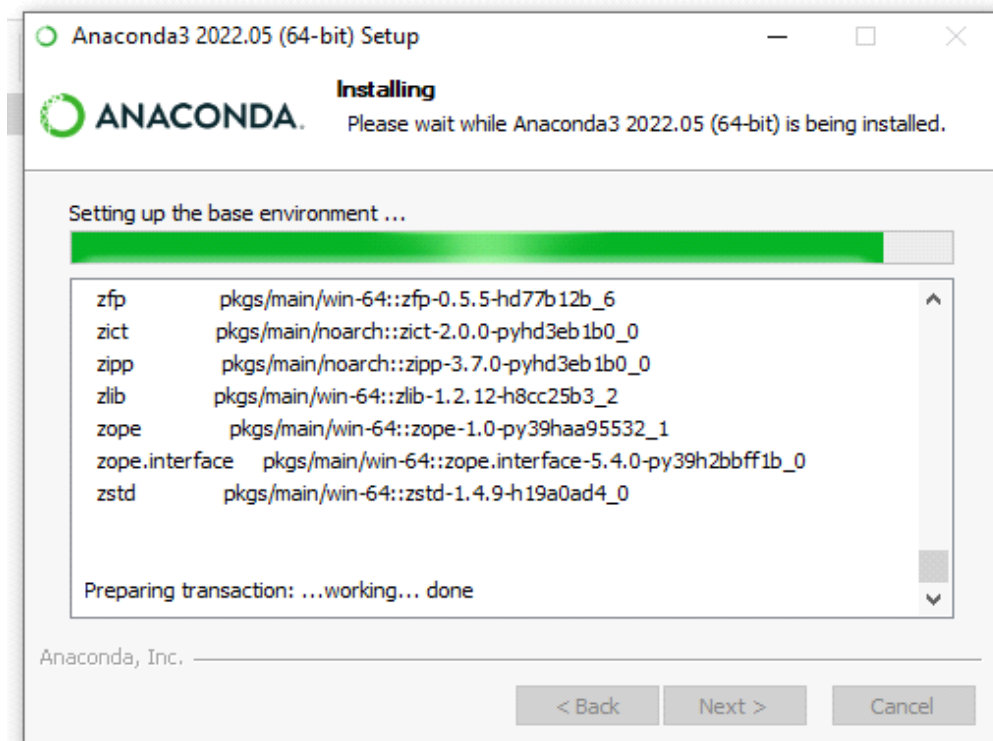 Anaconda3 2022.05 (64-bit) Setup
ANACONDA.
Installing
Please wait while Anaconda3 2022.05 (64-bit) is being installed.
Setting up the base environment ...
zfp pkgs/main/win-64::zfp-0.5.5-hd77b12b_6
zict pkgs/main/noarch::zict-2.0.0-pyhd3eb1b0_0
zipp pkgs/main/noarch::zipp-3.7.0-pyhd3eb1b0_0
zlib pkgs/main/win-64::zlib-1.2.12-h8cc25b3_2
zope pkgs/main/win-64::zope-1.0-py39haa95532_1
zope.interface pkgs/main/win-64::zope.interface-5.4.0-py39h2bbff1b_0
zstd pkgs/main/win-64::zstd-1.4.9-h19a0ad4_0
Preparing transaction: ...working... done
Anaconda, Inc.
< Back Next > Cancel